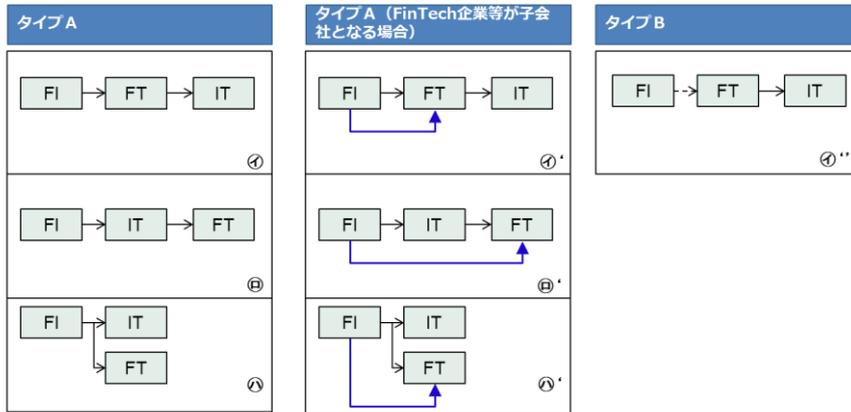 タイプA
タイプA（FinTech企業等が子会
社となる場合）
タイプB
FI FT IT
㋑
FI FT IT
㋑‘
FI FT IT
㋑‘’
FI IT FT
㋺
FI IT FT
㋺‘
FI IT
FT
㋩
FI IT
FT
㋩‘